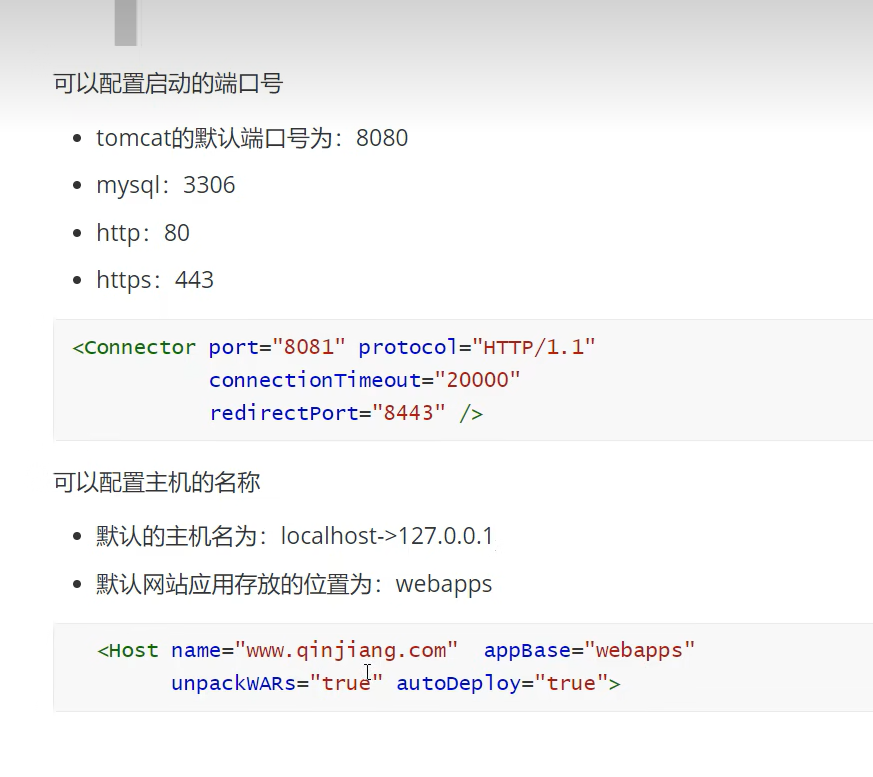 可以配置启动的端口号
tomcat的默认端口号为：8080
mysql：3306
http：80
https：443
<Connector port="8081" protocol="HTTP/1.1"
connectionTimeout="20000"
redirectPort="8443" />
可以配置主机的名称
默认的主机名为：localhost->127.0.0.1
默认网站应用存放的位置为：webapps
<Host name="www.qinjiang.com"  appBase="webapps"
unpackWARs="true" autoDeploy="true">